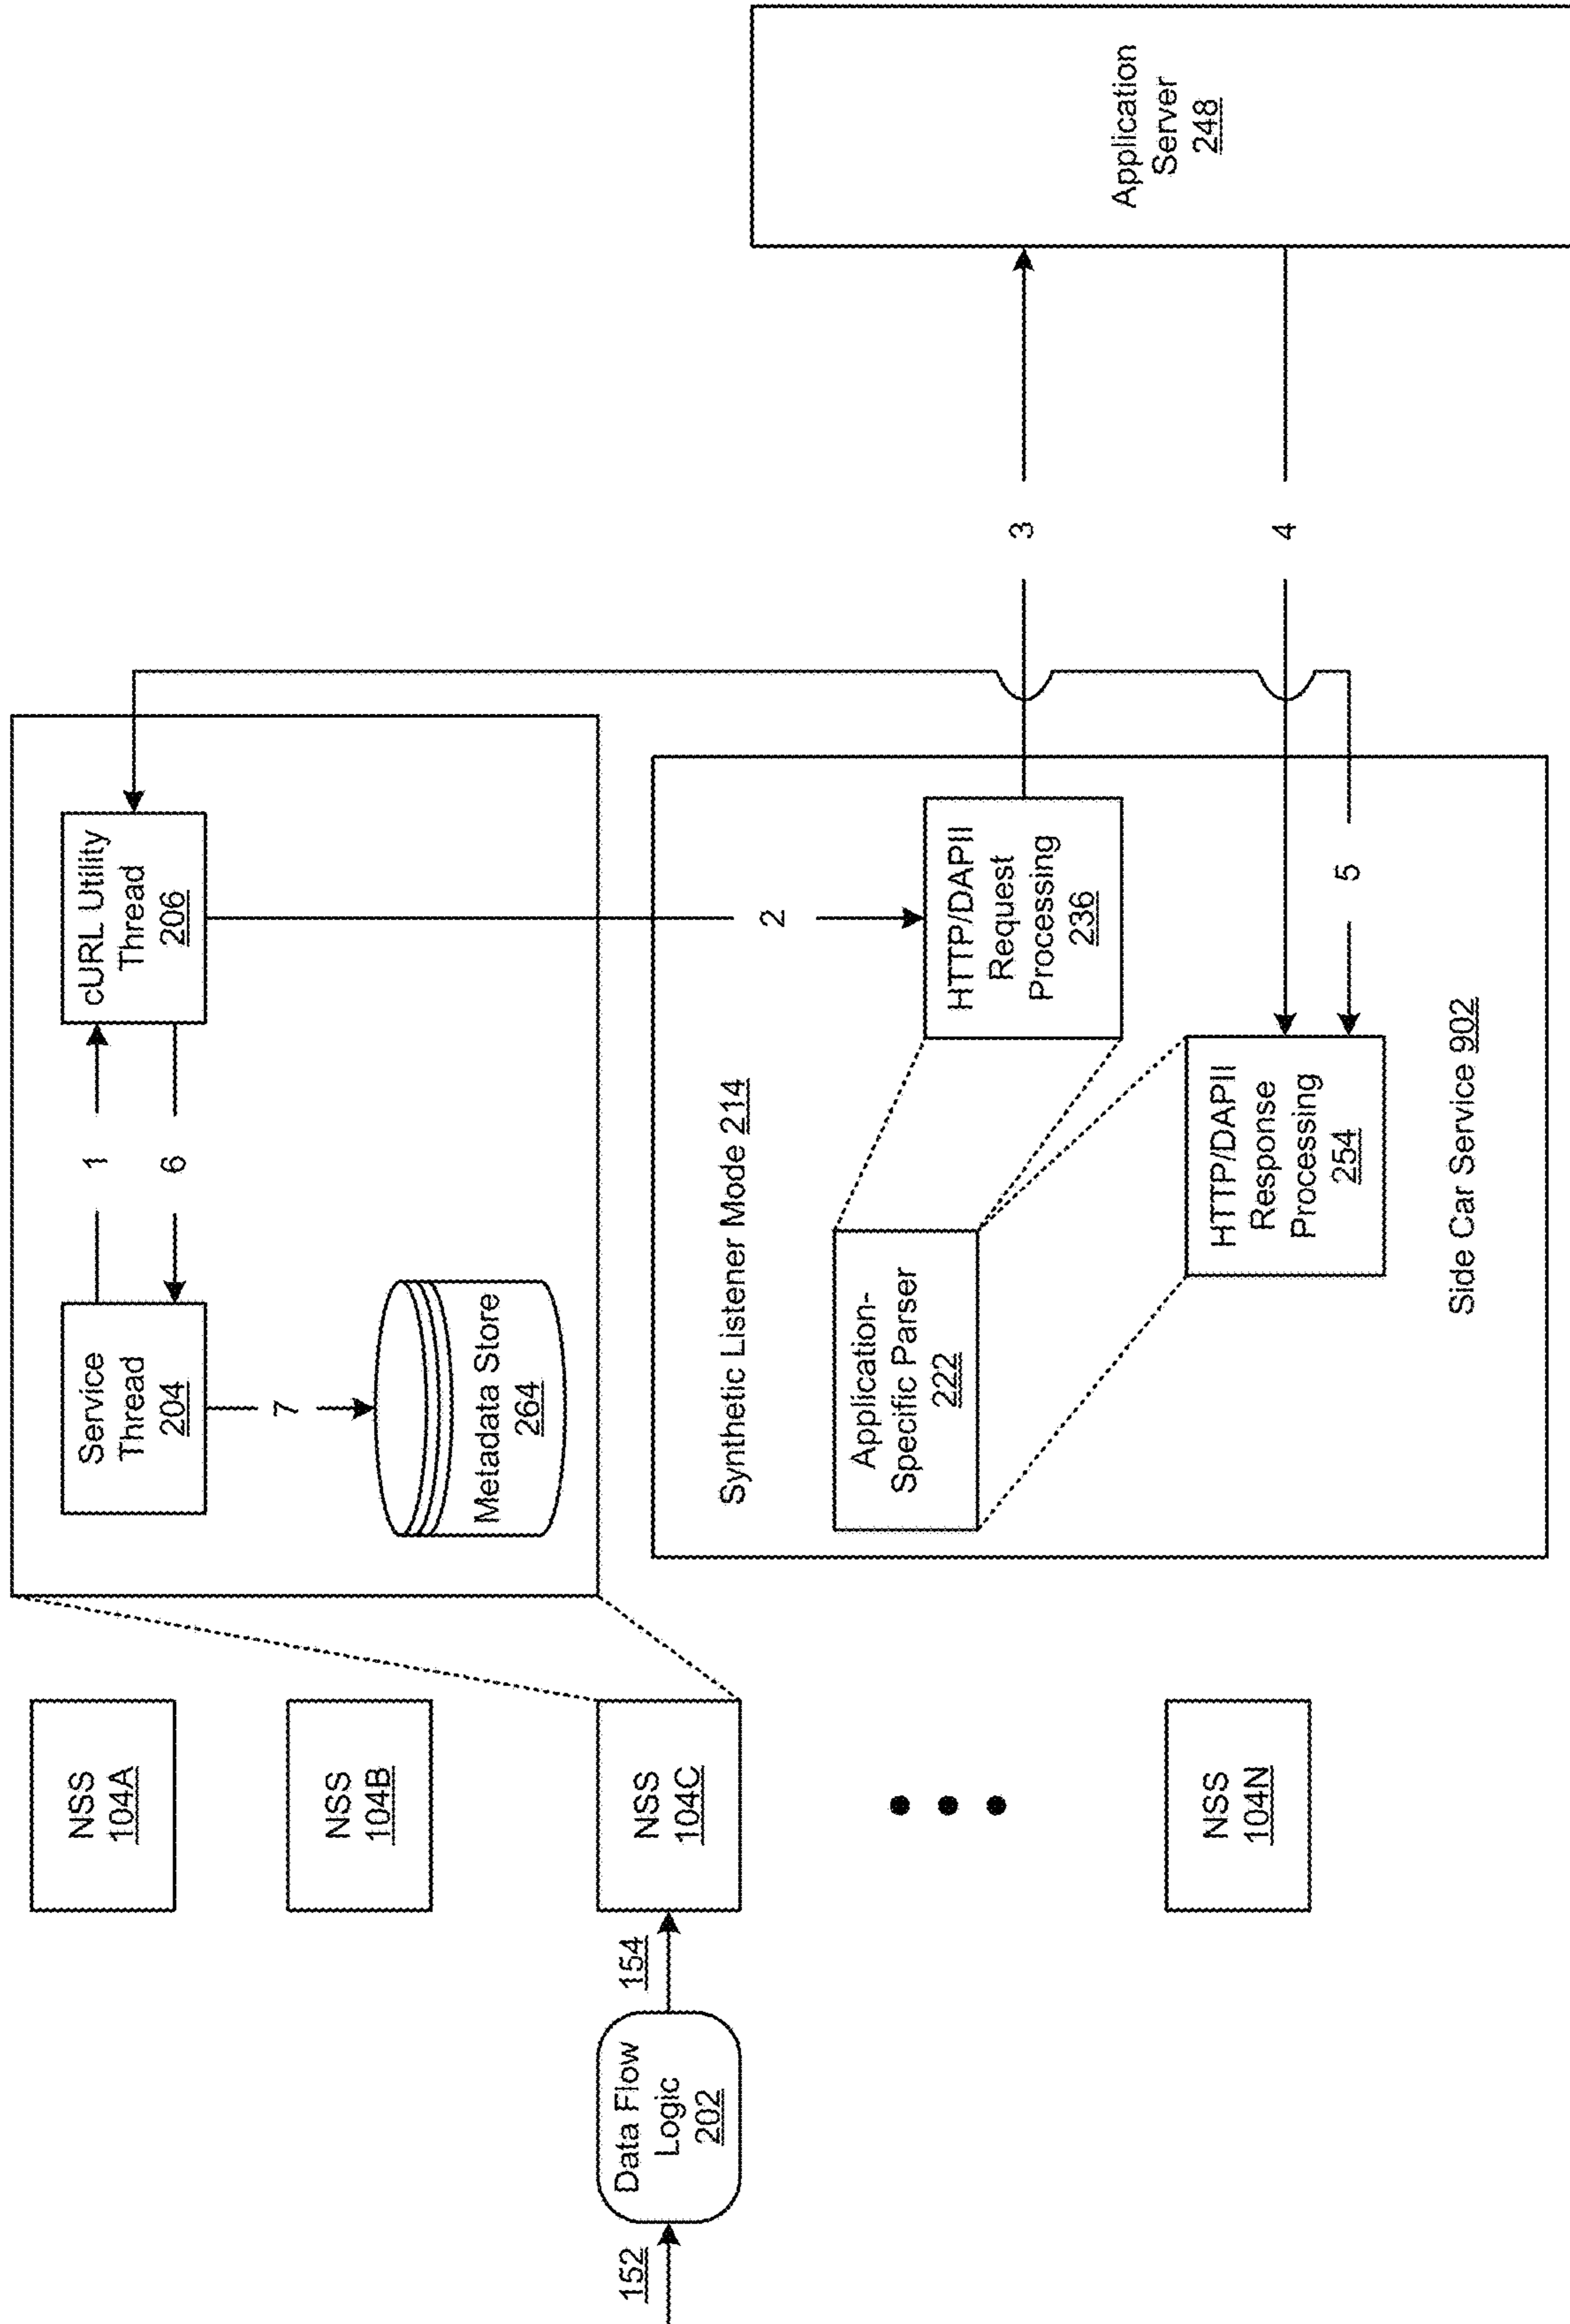 152
Data Flow
Logic
202
154
NSS
104A
NSS
104B
NSS
104C
NSS
104N
Service
Thread
204
1
6
cURL Utility
Thread
206
7
Metadata Store
264
2
Synthetic Listener Mode 214
Application-
Specific Parser
222
HTTP/DAPII
Request
Processing
236
HTTP/DAPII
Response
Processing
254
Side Car Service 902
5
3
4
Application
Server
248